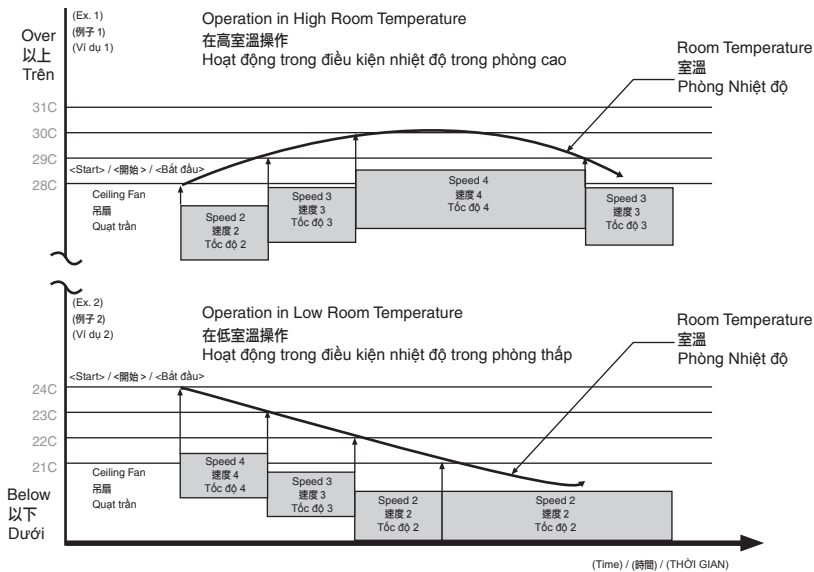 (Ex. 1)
(例子 1)
(Ví dụ 1)
Operation in High Room Temperature
在高室溫操作
Hoạt động trong điều kiện nhiệt độ trong phòng cao
Over
以上
Trên
Room Temperature
室溫
Phòng Nhiệt độ
31C
30C
29C
28C
<Start> / <開始 > / <Bắt đầu>
Ceiling Fan
吊扇
Quạt trần
Speed 2
速度 2
Tốc độ 2
Speed 3
速度 3
Tốc độ 3
Speed 4
速度 4
Tốc độ 4
Speed 3
速度 3
Tốc độ 3
(Ex. 2)
(例子 2)
(Ví dụ 2)
Operation in Low Room Temperature
在低室溫操作
Hoạt động trong điều kiện nhiệt độ trong phòng thấp
Room Temperature
室溫
Phòng Nhiệt độ
<Start> / <開始 > / <Bắt đầu>
24C
23C
22C
21C
Ceiling Fan
吊扇
Quạt trần
Speed 4
速度 4
Tốc độ 4
Speed 3
速度 3
Tốc độ 3
Speed 2
速度 2
Tốc độ 2
Speed 2
速度 2
Tốc độ 2
Below
以下
Dưới
(Time) / (時間) / (THỜI GIAN)